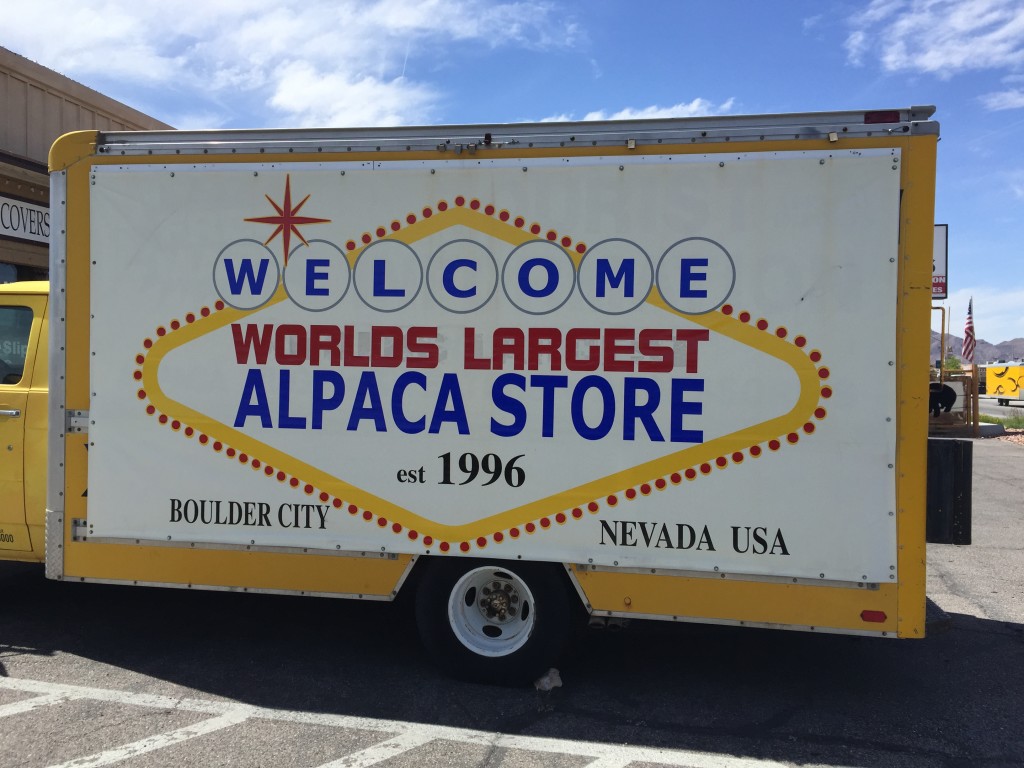 COVERS
WELCOME
WORLDS LARGEST
ALPACA STORE
est 1996
BOULDER CITY
NEVADA USA